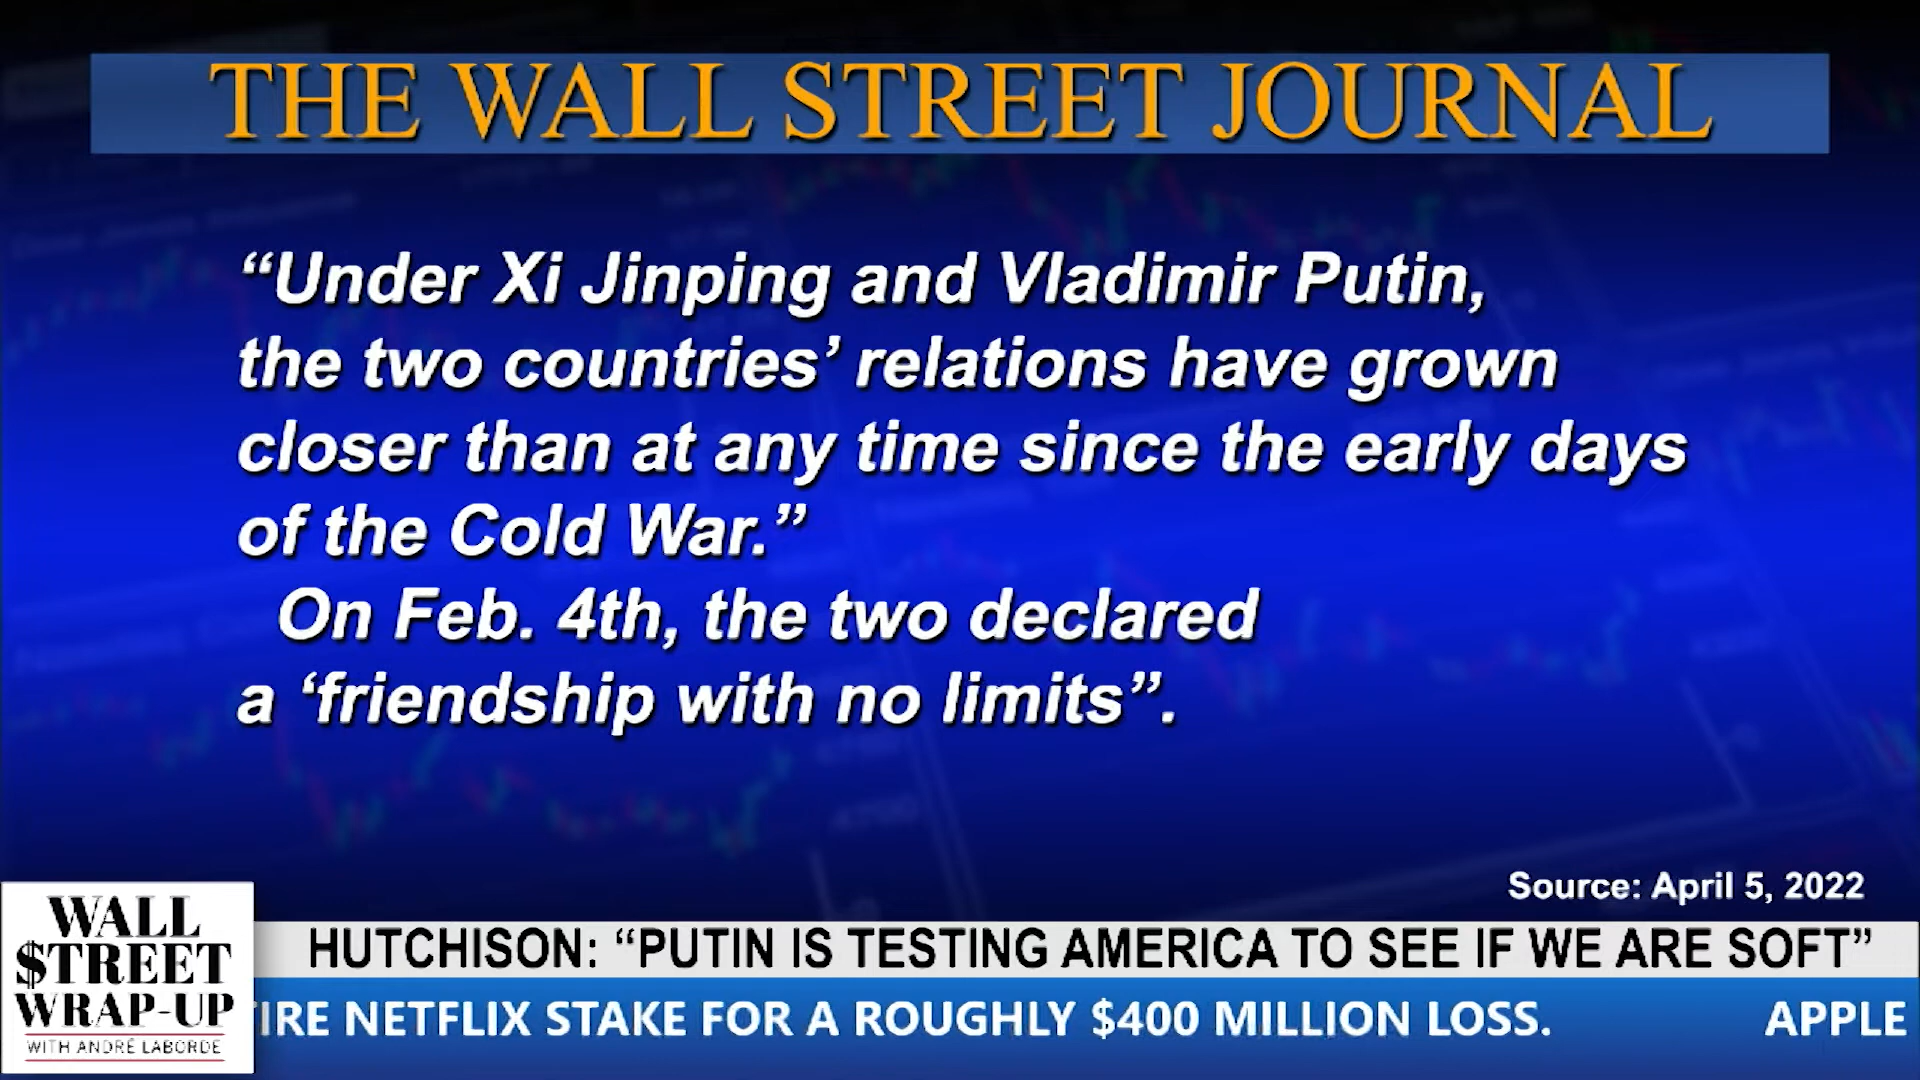 THE WALL STREET JOURNAL
“Under Xi Jinping and Vladimir Putin,
the two countries’ relations have grown
closer than at any time since the early days
of the Cold War.”
On Feb. 4th, the two declared
a ‘friendship with no limits”.
Source: April 5, 2022
WALL
$TREET
WRAP-UP
WITH ANDRÉ LABORDE
HUTCHISON: “PUTIN IS TESTING AMERICA TO SEE IF WE ARE SOFT”
IRE NETFLIX STAKE FOR A ROUGHLY $400 MILLION LOSS. APPLE